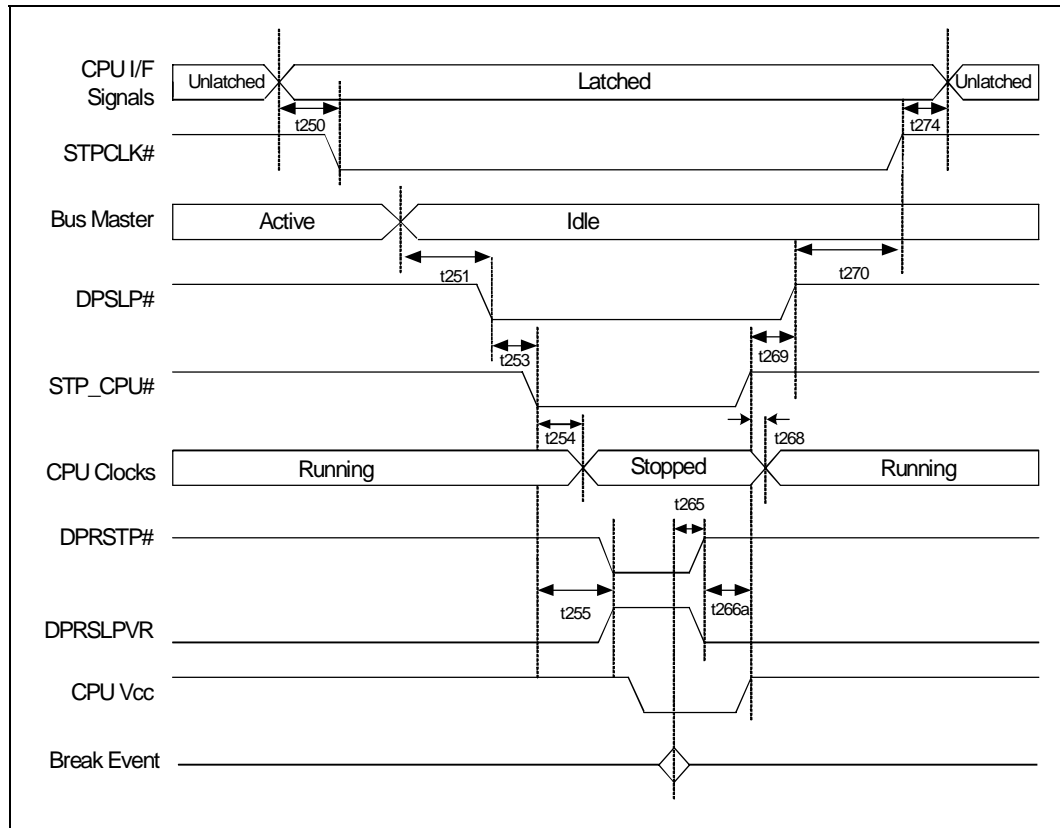 CPU I/F
Signals
Unlatched
Latched
Unlatched
t250
t274
STPCLK#
Bus Master
Active
Idle
t251
t270
DPSLP#
t253
t269
STP_CPU#
t254
t268
CPU Clocks
Running
Stopped
Running
t265
DPRSTP#
t255
t266a
DPRSLPVR
CPU Vcc
Break Event